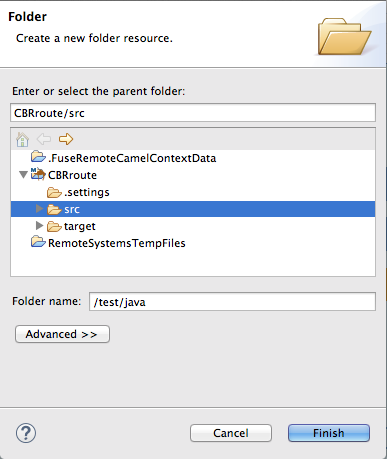 Folder
Create a new folder resource.
Enter or select the parent folder:
CBRroute/src
.FuseRemoteCamelContextData
CBRroute
.settings
src
target
RemoteSystemsTempFiles
Folder name: /test/java
Advanced >>
? Cancel Finish